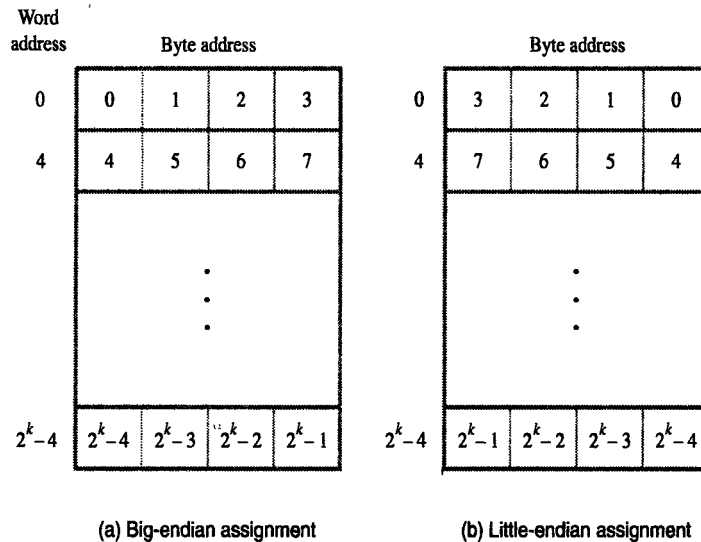 Word
address
Byte address
Byte address
0 0 1 2 3
0 3 2 1 0
4 4 5 6 7
4 7 6 5 4
2^k-4 2^k-4 2^k-3 2^k-2 2^k-1
2^k-4 2^k-1 2^k-2 2^k-3 2^k-4
(a) Big-endian assignment
(b) Little-endian assignment